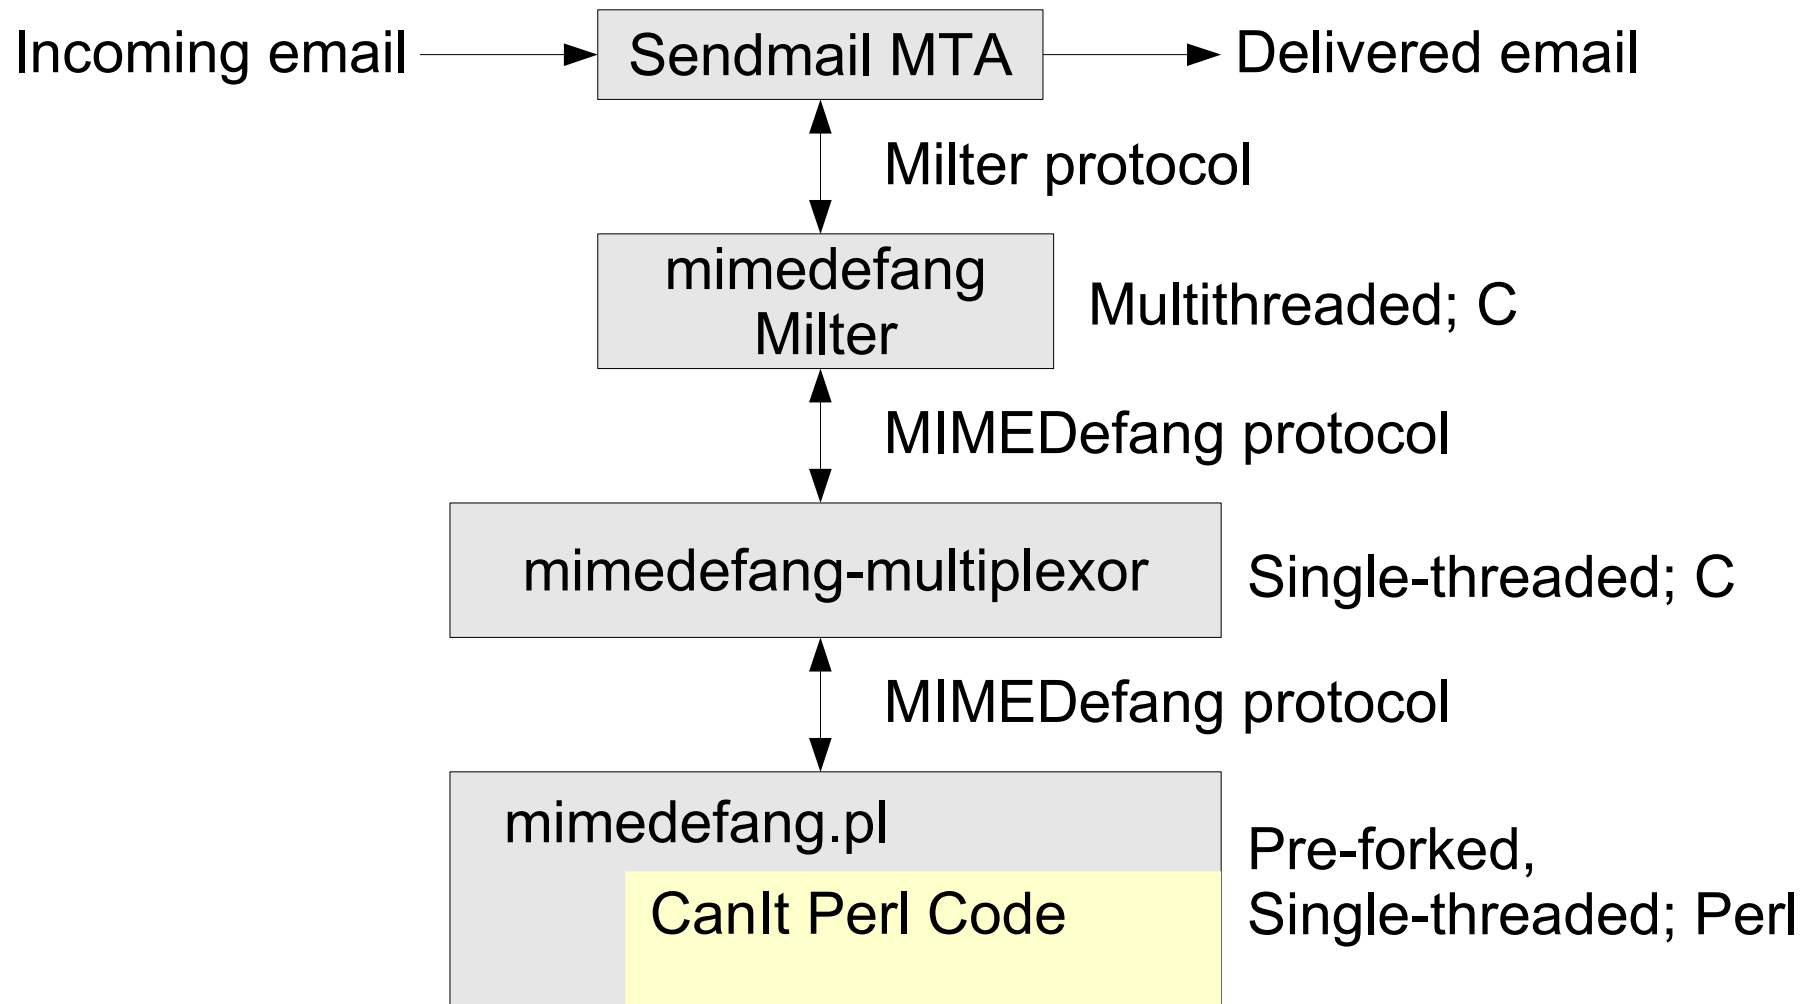 Incoming email
Sendmail MTA
Delivered email
Milter protocol
mimedefang
Milter
Multithreaded; C
MIMEDefang protocol
mimedefang-multiplexor
Single-threaded; C
MIMEDefang protocol
mimedefang.pl
CanIt Perl Code
Pre-forked,
Single-threaded; Perl